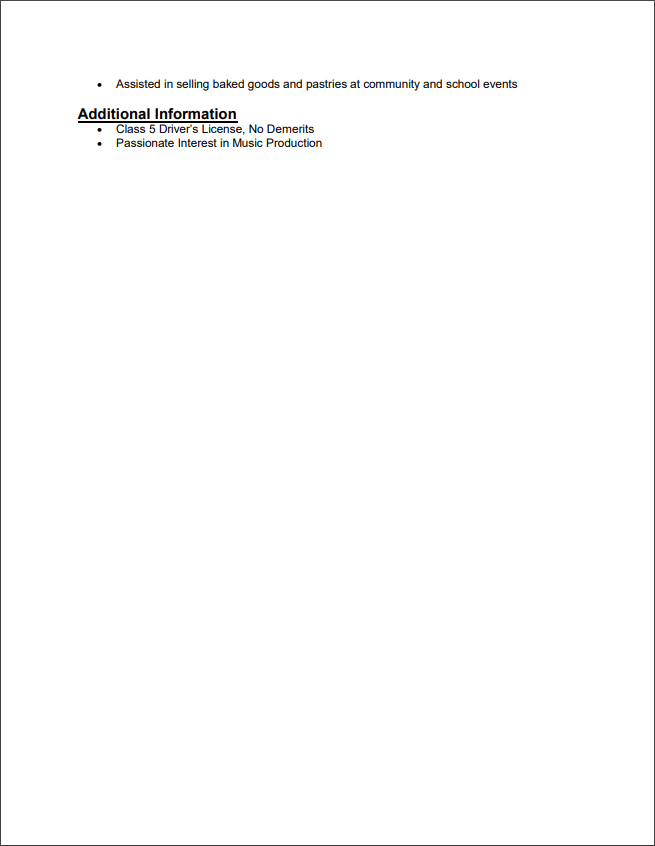 • Assisted in selling baked goods and pastries at community and school events
Additional Information
• Class 5 Driver's License, No Demerits
• Passionate Interest in Music Production